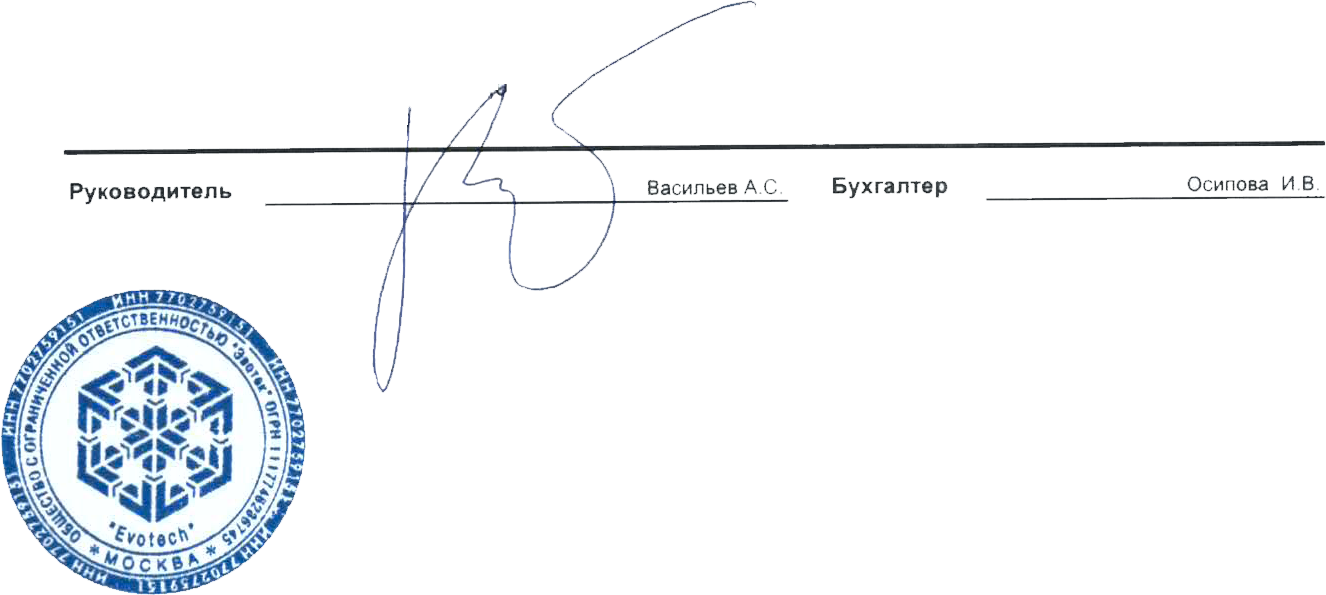 Руководитель Васильев А.С. Бухгалтер Осипова И.В.
ИНН 7702759151 ИНН 7702759151 ИНН 7702759151 ИНН 7702759151 ИНН 7702759151
ОБЩЕСТВО С ОГРАНИЧЕННОЙ ОТВЕТСТВЕННОСТЬЮ "Эвотек" ОГРН 1117746236745
"Evotech"
* МОСКВА *